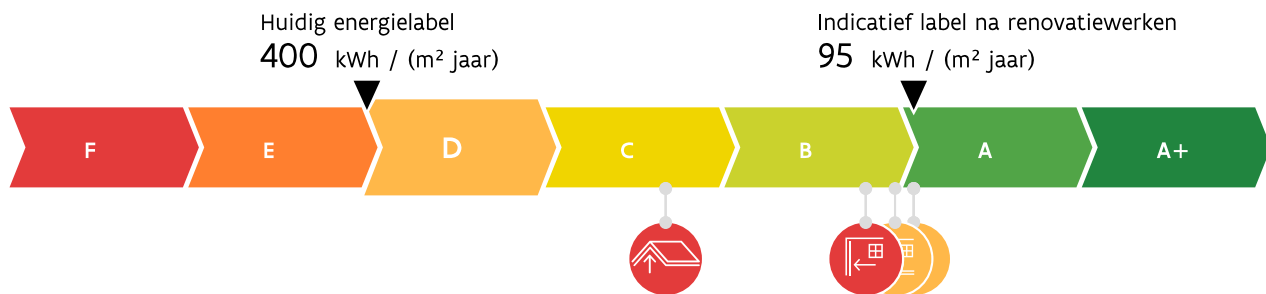 Huidig energielabel
400 kWh / (m² jaar)
Indicatief label na renovatiewerken
95 kWh / (m² jaar)
F E D C B A A+